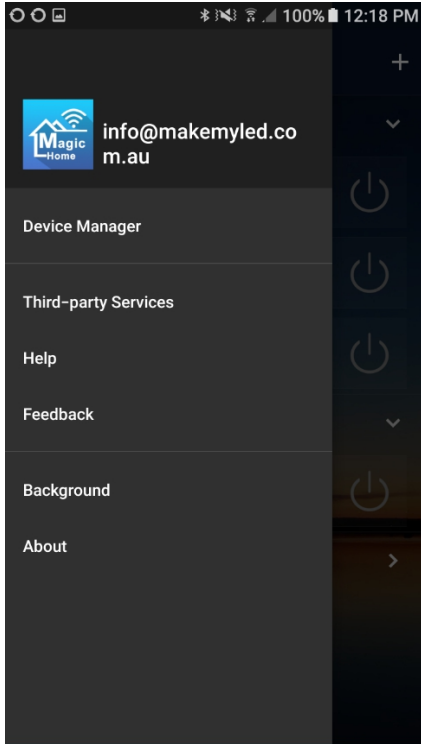 100% 12:18 PM
Magic
Home
info@makemyled.co
m.au
Device Manager
Third-party Services
Help
Feedback
Background
About